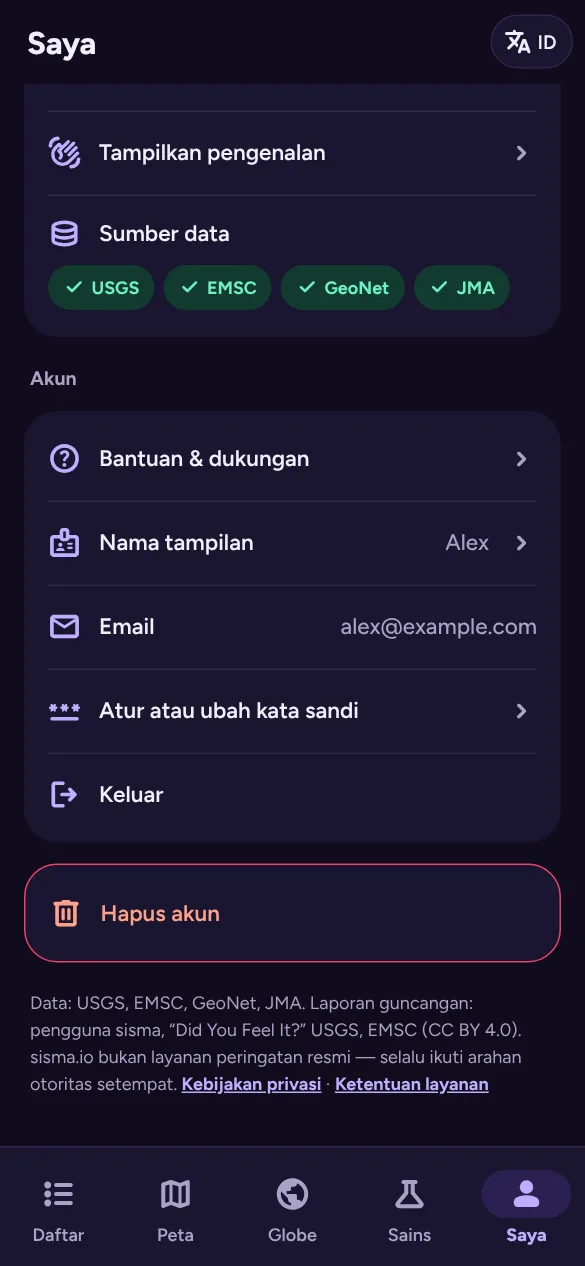 Saya
ID
Tampilkan pengenalan
Sumber data
USGS
EMSC
GeoNet
JMA
Akun
Bantuan & dukungan
Nama tampilan
Alex
Email
alex@example.com
Atur atau ubah kata sandi
Keluar
Hapus akun
Data: USGS, EMSC, GeoNet, JMA. Laporan guncangan:
pengguna sisma, “Did You Feel It?” USGS, EMSC (CC BY 4.0).
sisma.io bukan layanan peringatan resmi — selalu ikuti arahan
otoritas setempat. Kebijakan privasi · Ketentuan layanan
Daftar
Peta
Globe
Sains
Saya